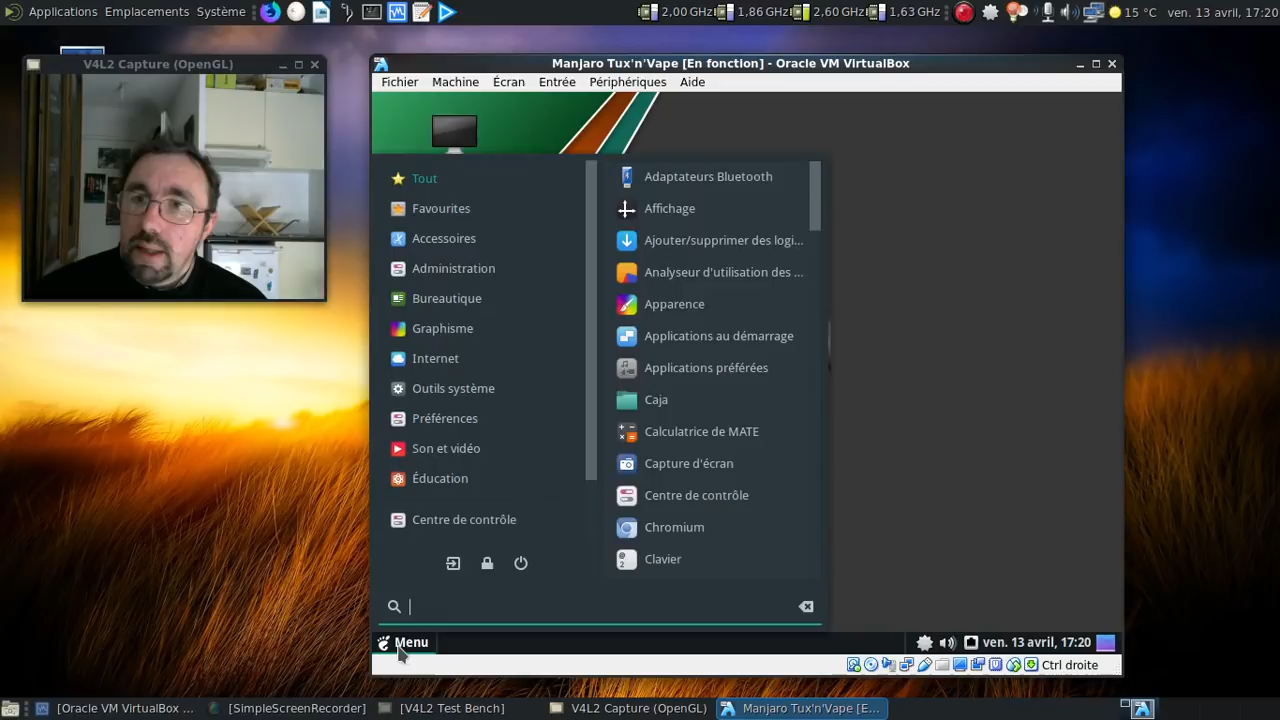 Applications Emplacements Système 2,00 GHz 1,86 GHz 2,60 GHz 1,63 GHz 15 °C ven. 13 avril, 17:20
V4L2 Capture (OpenGL)
Manjaro Tux'n'Vape [En fonction] - Oracle VM VirtualBox
Fichier Machine Écran Entrée Périphériques Aide
Tout
Favourites
Accessoires
Administration
Bureautique
Graphisme
Internet
Outils système
Préférences
Son et vidéo
Éducation
Centre de contrôle
Adaptateurs Bluetooth
Affichage
Ajouter/supprimer des logi...
Analyseur d'utilisation des ...
Apparence
Applications au démarrage
Applications préférées
Caja
Calculatrice de MATE
Capture d'écran
Centre de contrôle
Chromium
Clavier
Menu ven. 13 avril, 17:20
Ctrl droite
[Oracle VM VirtualBox ... [SimpleScreenRecorder] [V4L2 Test Bench] V4L2 Capture (OpenGL) Manjaro Tux'n'Vape [E...